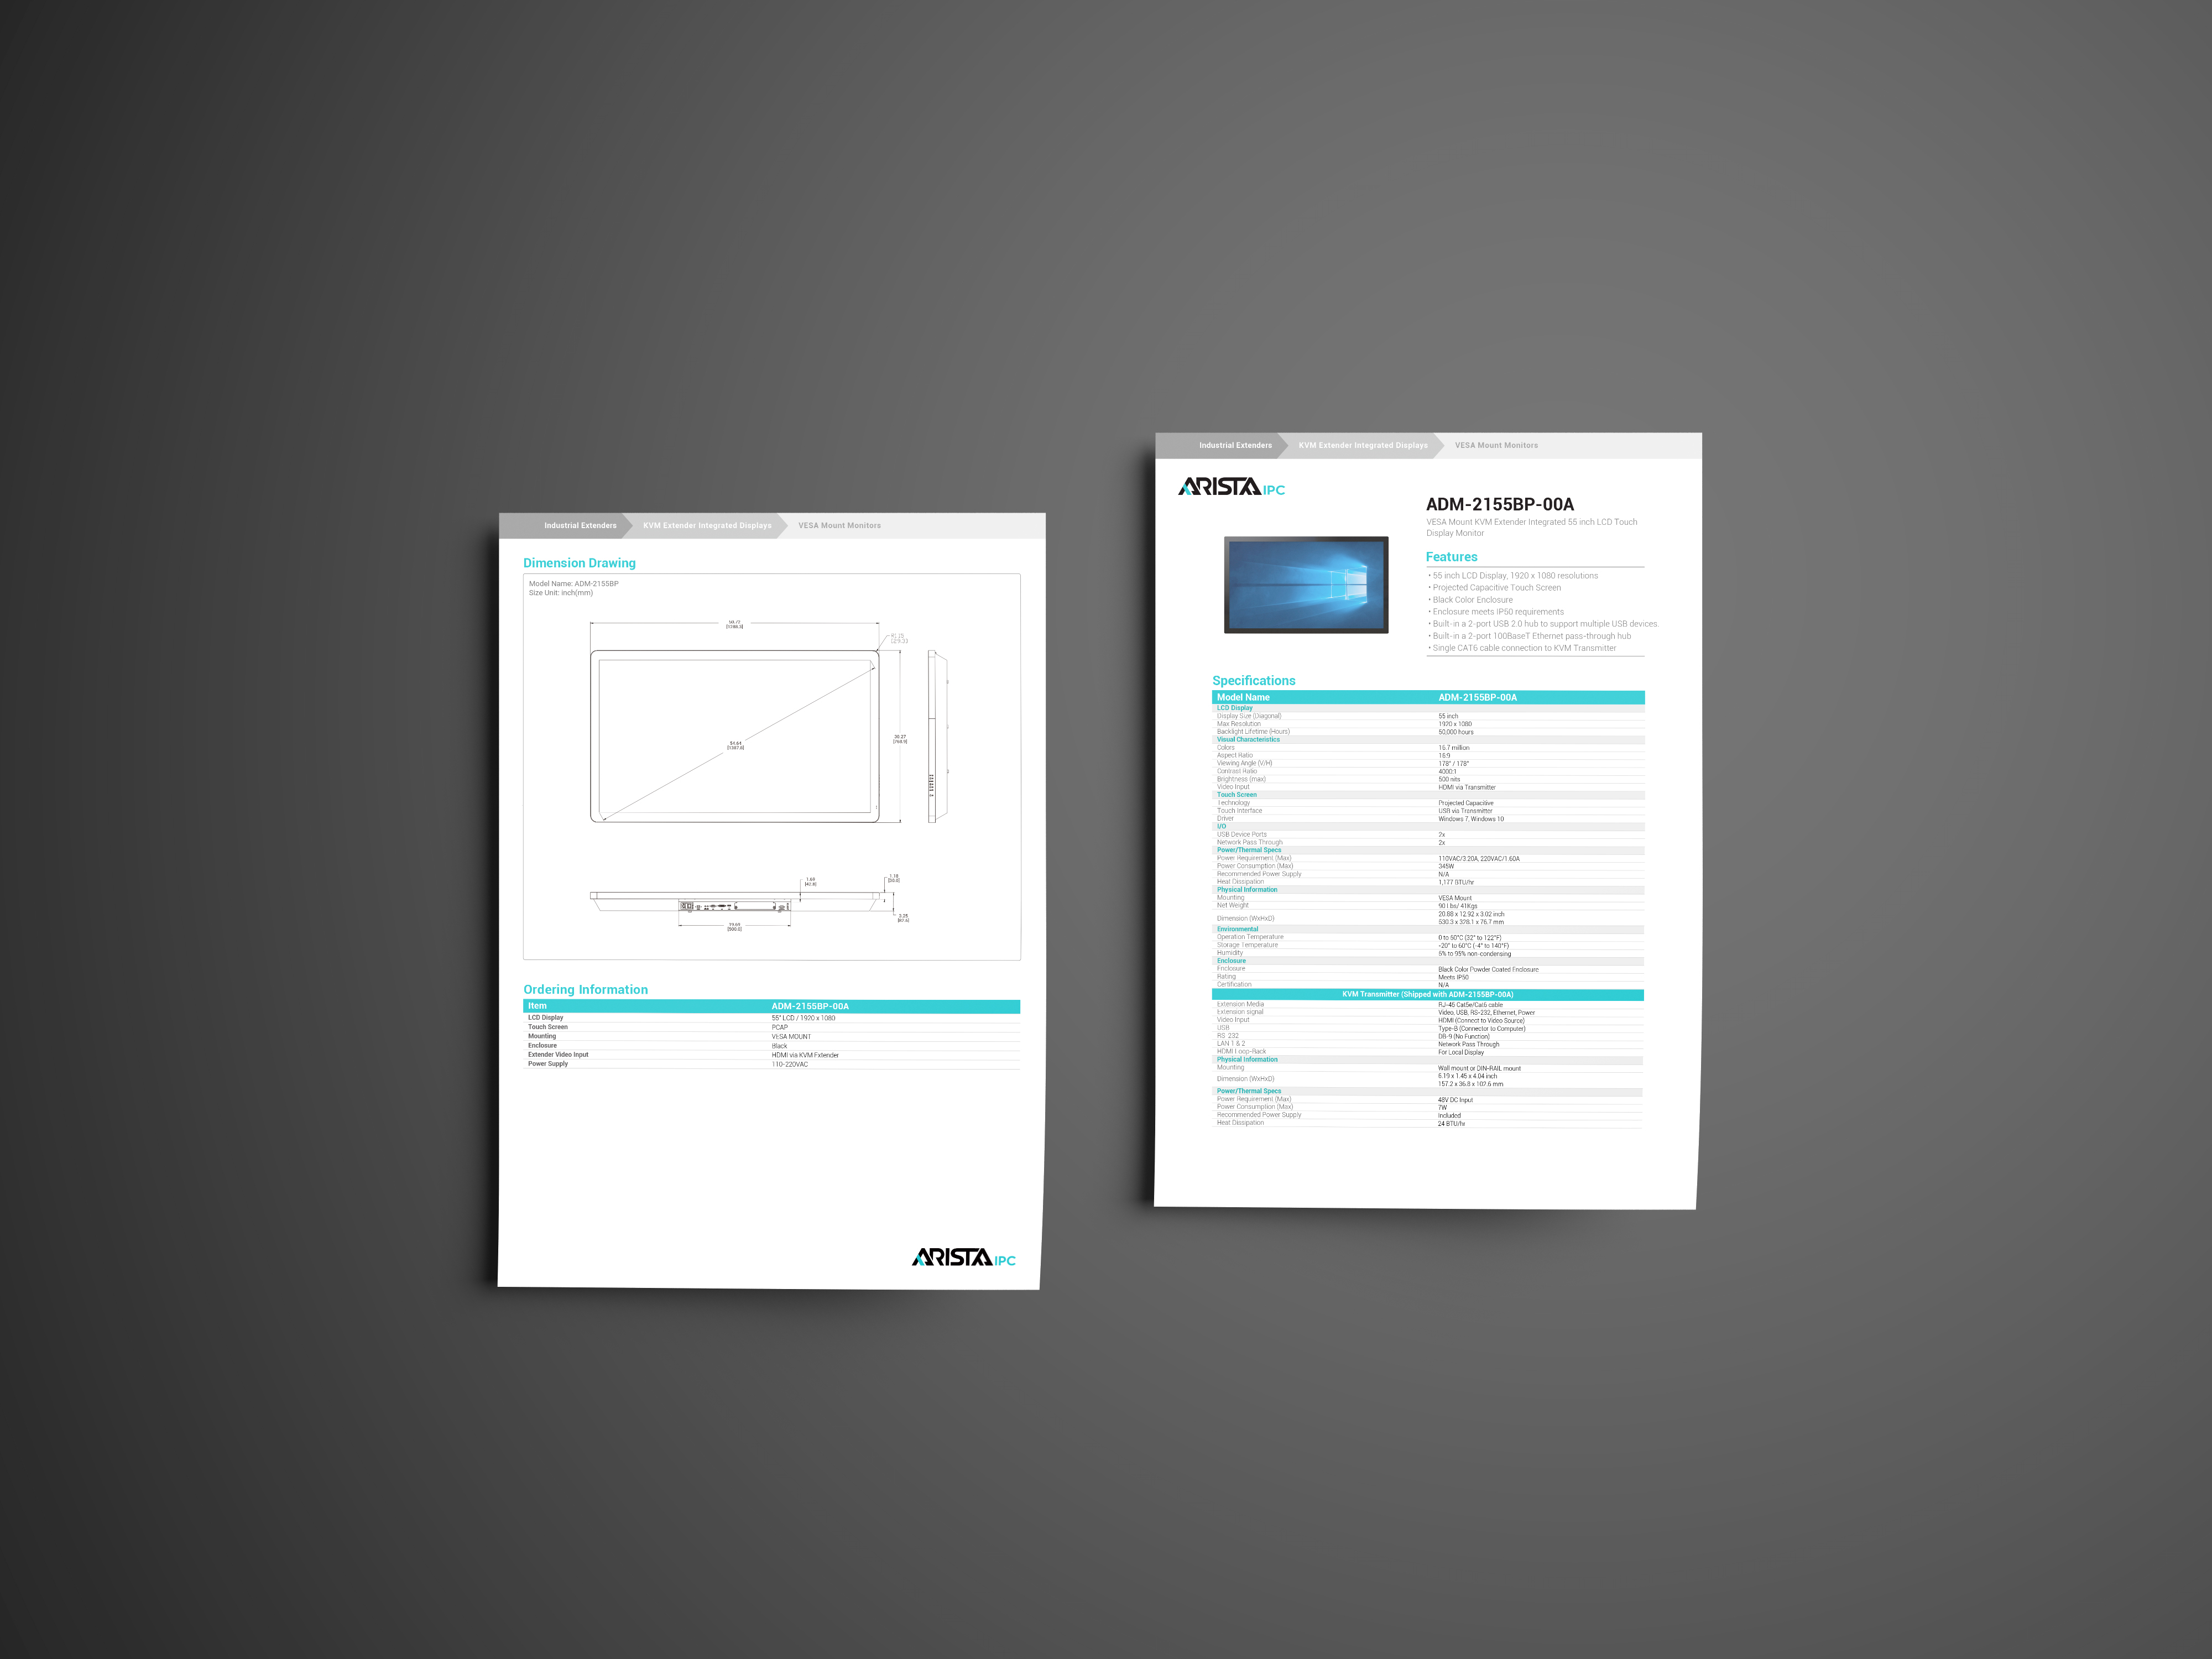 Industrial Extenders KVM Extender Integrated Displays VESA Mount Monitors
Dimension Drawing
Model Name: ADM-2155BP
Size Unit: inch(mm)
54.64
30.27
[768.9]
1.69
3.35
19.69
[500.0]
Ordering Information
Item ADM-2155BP-00A
LCD Display 55" LCD / 1920 x 1080
Touch Screen PCAP
Mounting VESA MOUNT
Enclosure Black
Extender Video Input HDMI via KVM Extender
Power Supply 110-220VAC
ARISTA IPC
Industrial Extenders KVM Extender Integrated Displays VESA Mount Monitors
ARISTA IPC
ADM-2155BP-00A
VESA Mount KVM Extender Integrated 55 inch LCD Touch
Display Monitor
Features
• 55 inch LCD Display, 1920 x 1080 resolutions
• Projected Capacitive Touch Screen
• Black Color Enclosure
• Enclosure meets IP50 requirements
• Built-in a 2-port USB 2.0 hub to support multiple USB devices.
• Built-in a 2-port 100BaseT Ethernet pass-through hub
• Single CAT6 cable connection to KVM Transmitter
Specifications
Model Name ADM-2155BP-00A
LCD Display
Display Size (Diagonal) 55 inch
Max Resolution 1920 x 1080
Backlight Lifetime (Hours) 50,000 hours
Visual Characteristics
Colors 16.7 million
Aspect Ratio 16:9
Viewing Angle (V/H) 178° / 178°
Contrast Ratio 4000:1
Brightness (max) 500 nits
Video Input HDMI via Transmitter
Touch Screen
Technology Projected Capacitive
Touch Interface USB via Transmitter
Driver Windows 7, Windows 10
I/O
USB Device Ports 2x
Network Pass Through 2x
Power/Thermal Specs
Power Requirement (Max) 110VAC/3.20A, 220VAC/1.60A
Power Consumption (Max) 345W
Recommended Power Supply N/A
Heat Dissipation 1,177 BTU/hr
Physical Information
Mounting VESA Mount
Net Weight 90 Lbs/ 41Kgs
Dimension (WxHxD) 20.88 x 12.92 x 3.02 inch
530.3 x 328.1 x 76.7 mm
Environmental
Operation Temperature 0 to 60°C (32° to 122°F)
Storage Temperature -20° to 60°C (-4° to 140°F)
Humidity 5% to 95% non-condensing
Enclosure
Enclosure Black Color Powder Coated Enclosure
Rating Meets IP50
Certification N/A
KVM Transmitter (Shipped with ADM-2155BP-00A)
Extension Media RJ-45 Cat5e/Cat6 cable
Extension signal Video, USB, RS-232, Ethernet, Power
Video Input HDMI (Connect to Video Source)
USB Type-B (Connector to Computer)
RS-232 DB-9 (No Function)
LAN 1 & 2 Network Pass Through
HDMI Loop-Back For Local Display
Physical Information
Mounting Wall mount or DIN-RAIL mount
Dimension (WxHxD) 6.19 x 1.45 x 4.04 inch
157.2 x 36.8 x 102.6 mm
Power/Thermal Specs
Power Requirement (Max) 48V DC Input
Power Consumption (Max) 7W
Recommended Power Supply Included
Heat Dissipation 24 BTU/hr